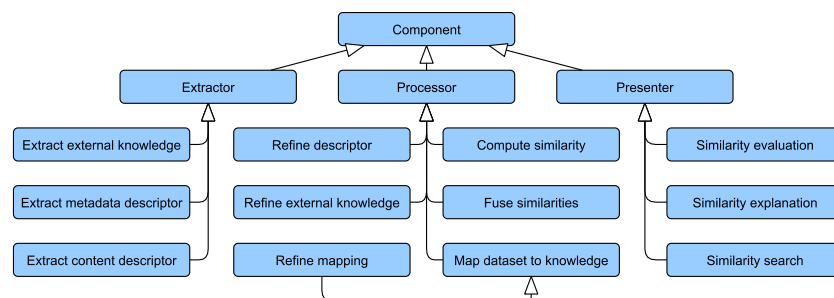 Component
Extractor
Processor
Presenter
Extract external knowledge
Refine descriptor
Compute similarity
Similarity evaluation
Extract metadata descriptor
Refine external knowledge
Fuse similarities
Similarity explanation
Extract content descriptor
Refine mapping
Map dataset to knowledge
Similarity search